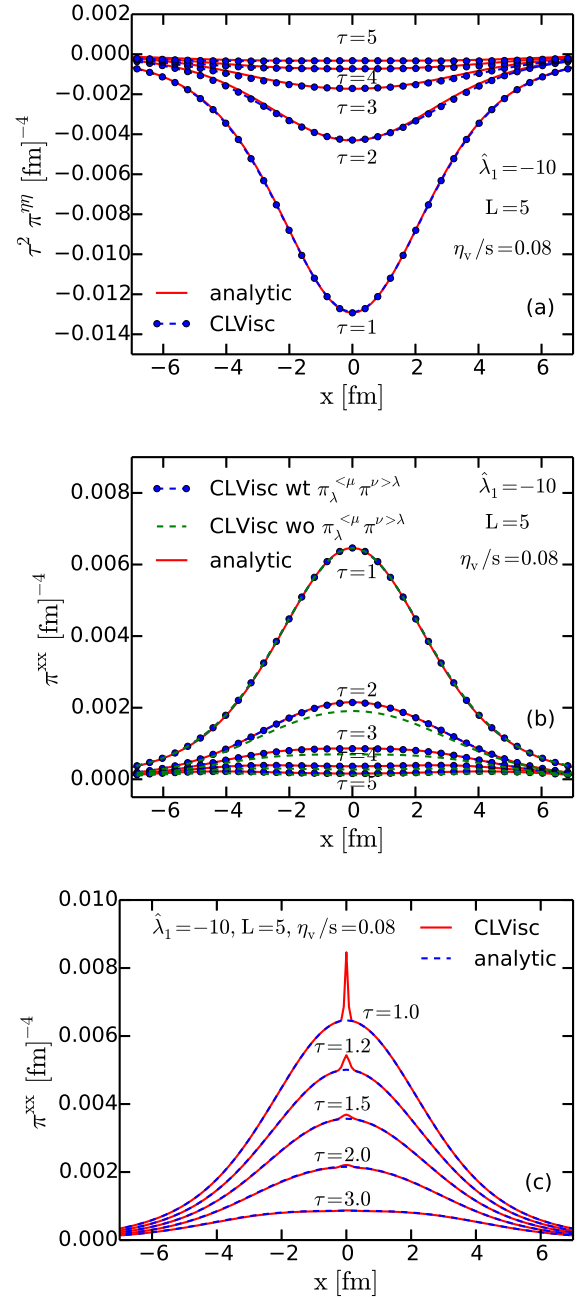 0.002
0.000
−0.002
−0.004
−0.006
−0.008
−0.010
−0.012
−0.014
τ² π^{ηη} [fm]^{−4}
τ=5
τ=4
τ=3
τ=2
τ=1
λ̂₁=−10
L=5
η_v/s=0.08
analytic
CLVisc
(a)
−6 −4 −2 0 2 4 6
x [fm]
0.008
0.006
0.004
0.002
0.000
π^{xx} [fm]^{−4}
CLVisc wt π_λ^{<μ} π^{ν>λ}
CLVisc wo π_λ^{<μ} π^{ν>λ}
analytic
λ̂₁=−10
L=5
η_v/s=0.08
τ=1
τ=2
τ=3
τ=4
τ=5
(b)
−6 −4 −2 0 2 4 6
x [fm]
0.010
0.008
0.006
0.004
0.002
0.000
π^{xx} [fm]^{−4}
λ̂₁=−10, L=5, η_v/s=0.08
CLVisc
analytic
τ=1.0
τ=1.2
τ=1.5
τ=2.0
τ=3.0
(c)
−6 −4 −2 0 2 4 6
x [fm]